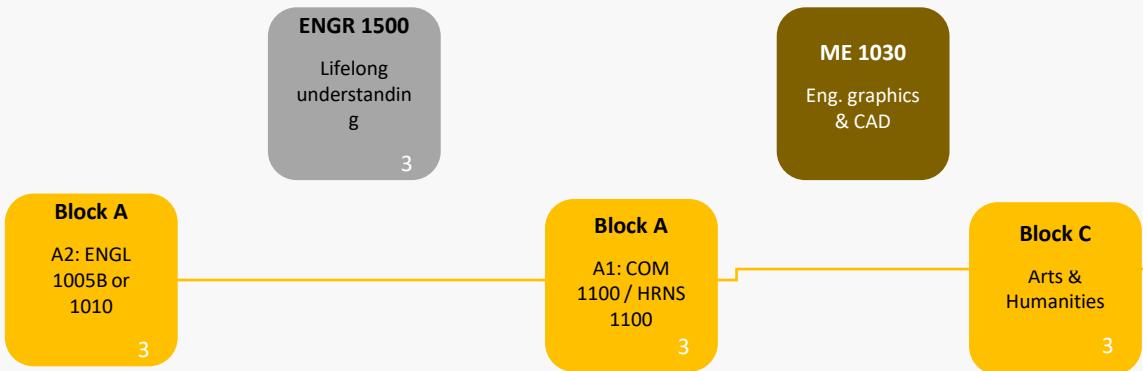 ENGR 1500
Lifelong
understandin
g
3
ME 1030
Eng. graphics
& CAD
Block A
A2: ENGL
1005B or
1010
3
Block A
A1: COM
1100 / HRNS
1100
3
Block C
Arts &
Humanities
3